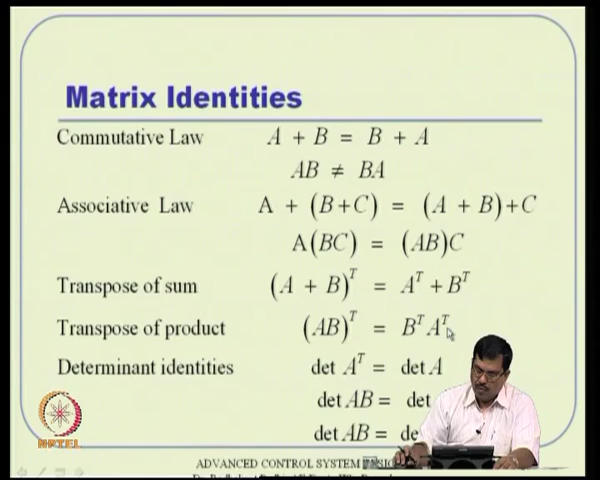 Matrix Identities
Commutative Law A + B = B + A
AB ≠ BA
Associative Law A + (B+C) = (A + B)+C
A(BC) = (AB)C
Transpose of sum (A + B)^T = A^T + B^T
Transpose of product (AB)^T = B^T A^T
Determinant identities det A^T = det A
det AB = det
det AB = de
NPTEL
ADVANCED CONTROL SYSTEM